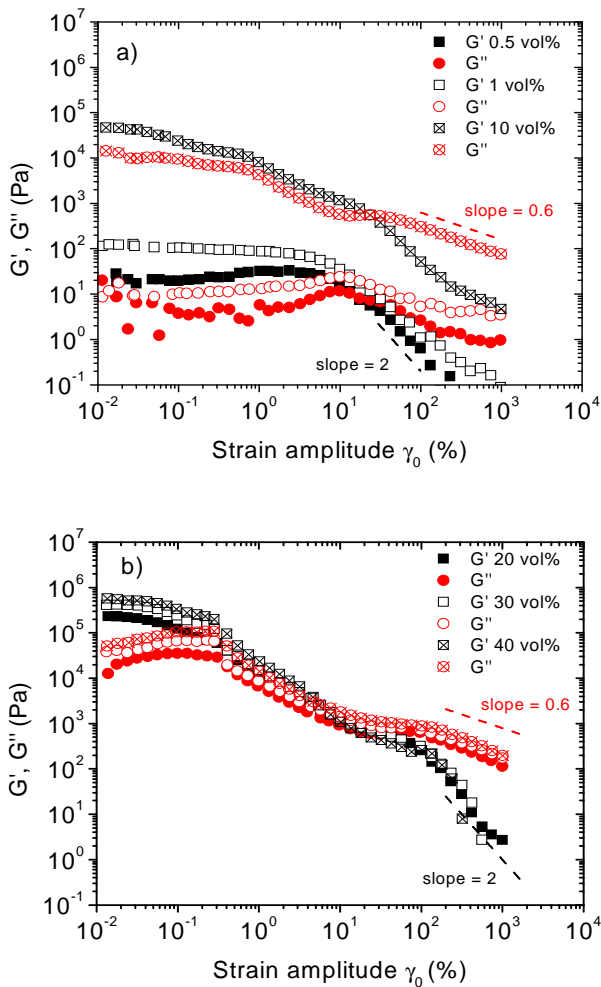 a)
G' 0.5 vol%
G''
G' 1 vol%
G''
G' 10 vol%
G''
slope = 0.6
slope = 2
G', G'' (Pa)
10^7
10^6
10^5
10^4
10^3
10^2
10^1
10^0
10^-1
10^-2 10^-1 10^0 10^1 10^2 10^3 10^4
Strain amplitude γ_0 (%)
b)
G' 20 vol%
G''
G' 30 vol%
G''
G' 40 vol%
G''
slope = 0.6
slope = 2
G', G'' (Pa)
10^7
10^6
10^5
10^4
10^3
10^2
10^1
10^0
10^-1
10^-2 10^-1 10^0 10^1 10^2 10^3 10^4
Strain amplitude γ_0 (%)